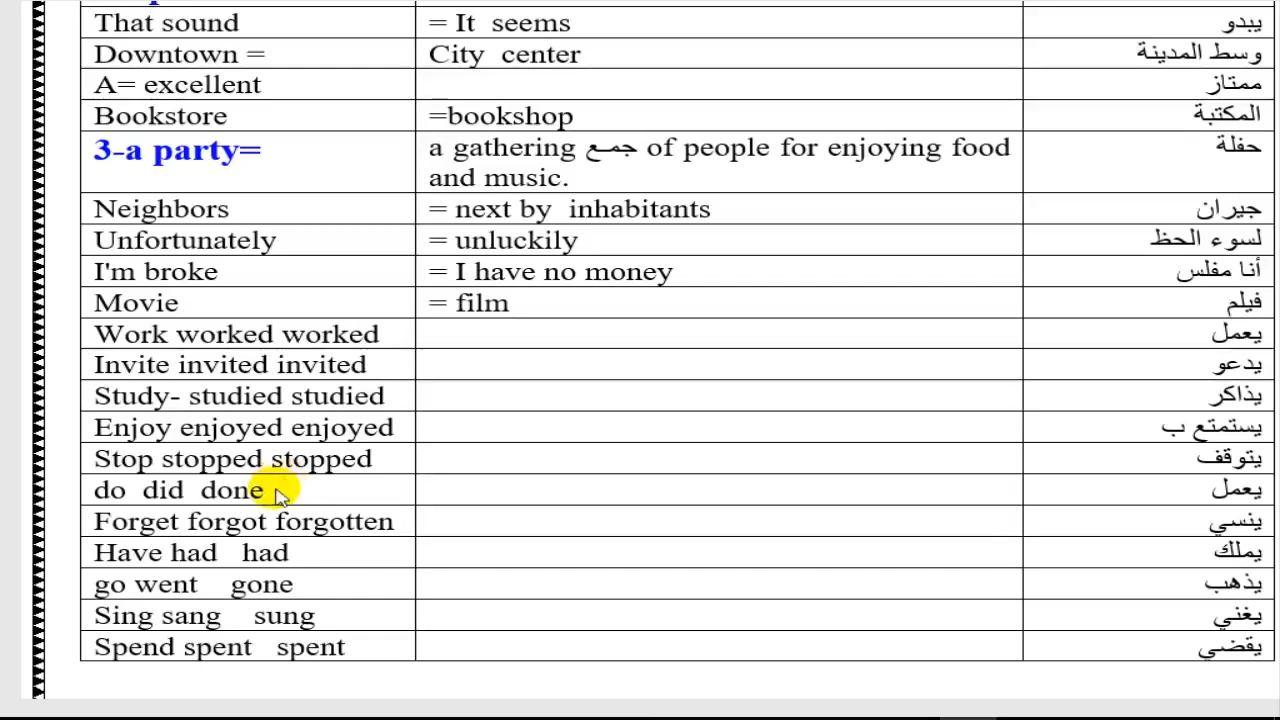 That sound = It seems يبدو
Downtown = City center وسط المدينة
A= excellent ممتاز
Bookstore =bookshop المكتبة
3-a party= a gathering جمع of people for enjoying food حفلة
and music.
Neighbors = next by inhabitants جيران
Unfortunately = unluckily لسوء الحظ
I'm broke = I have no money أنا مفلس
Movie = film فيلم
Work worked worked يعمل
Invite invited invited يدعو
Study- studied studied يذاكر
Enjoy enjoyed enjoyed يستمتع ب
Stop stopped stopped يتوقف
do did done يعمل
Forget forgot forgotten ينسي
Have had had يملك
go went gone يذهب
Sing sang sung يغني
Spend spent spent يقضي